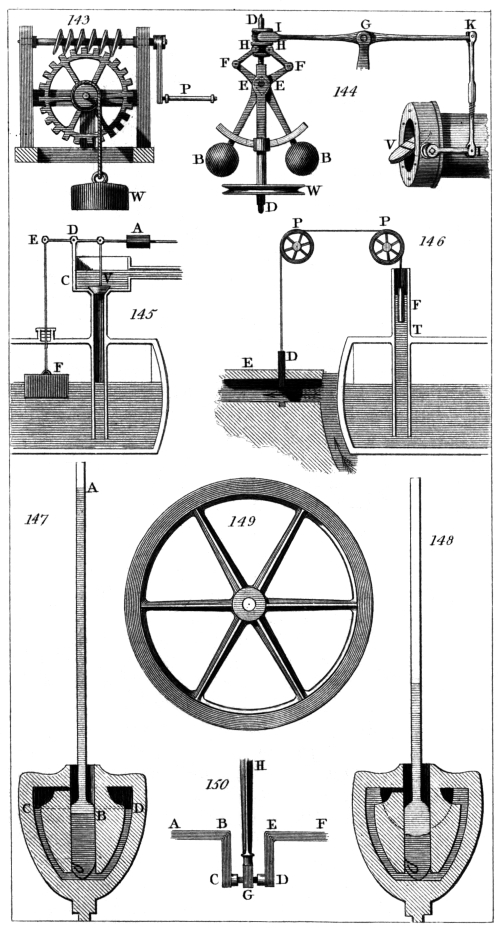 143
P
W
D
I
G
K
H H
F F
E E
144
B B
V
I
W
D
E D A
C V
145
F
P P
146
F
T
E D
147
A
149
148
C D
B
150
H
A B E F
C D
G